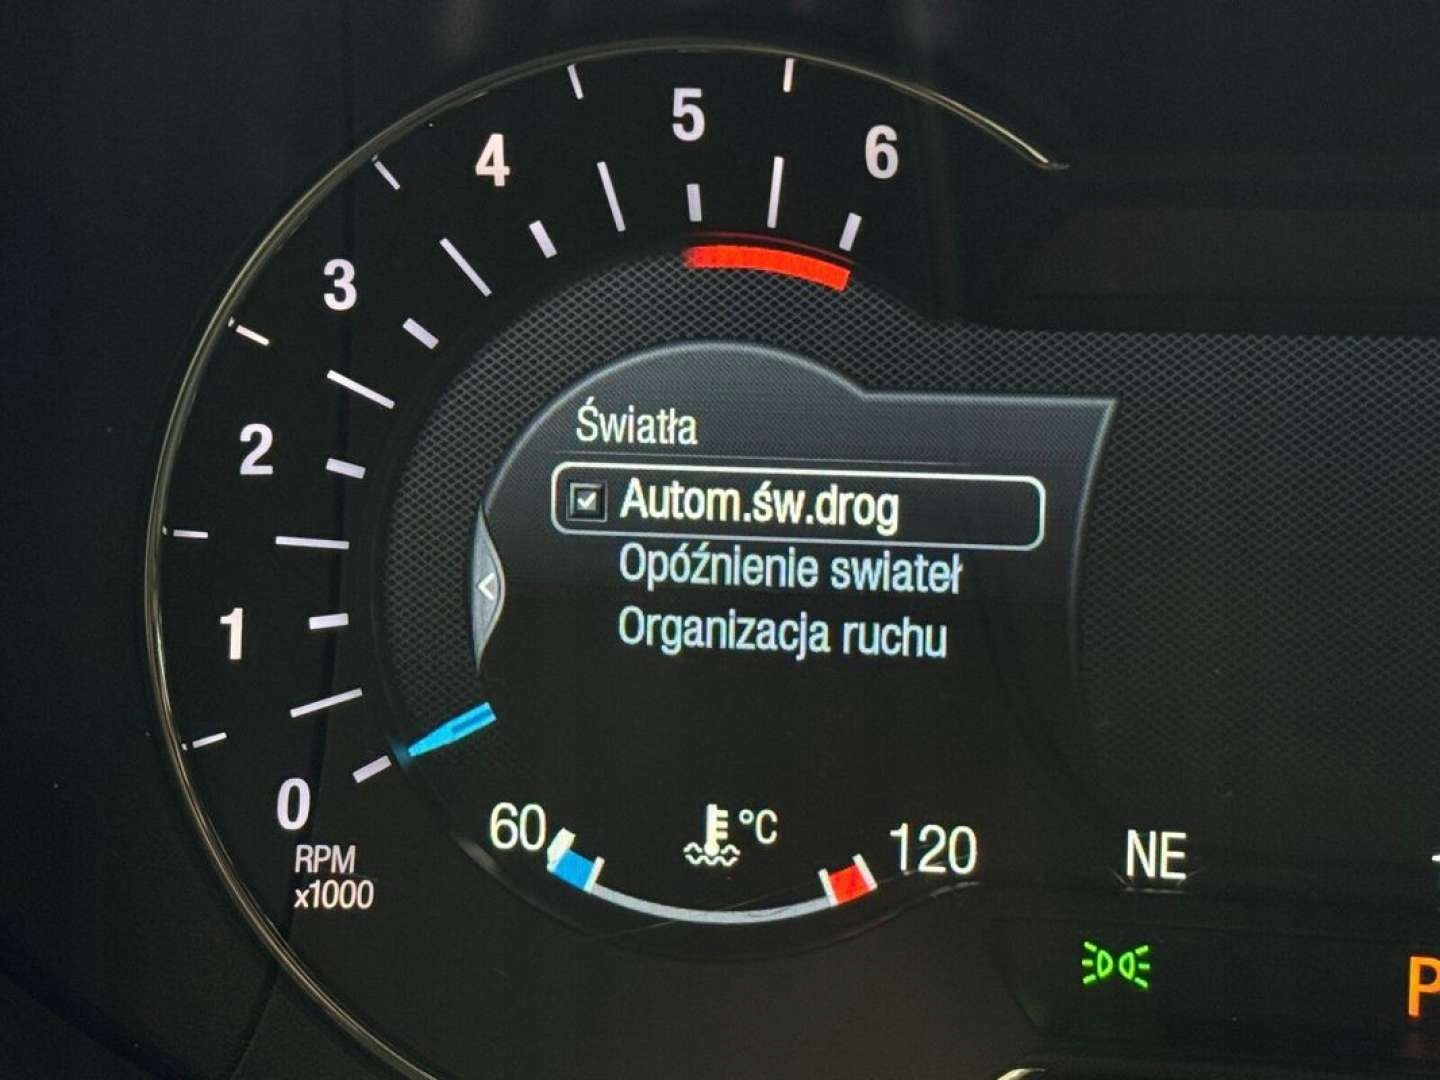 5
6
4
3
2
1
0
RPM
x1000
Światła
Autom.św.drog
Opóźnienie swiateł
Organizacja ruchu
60
°C
120
NE
P